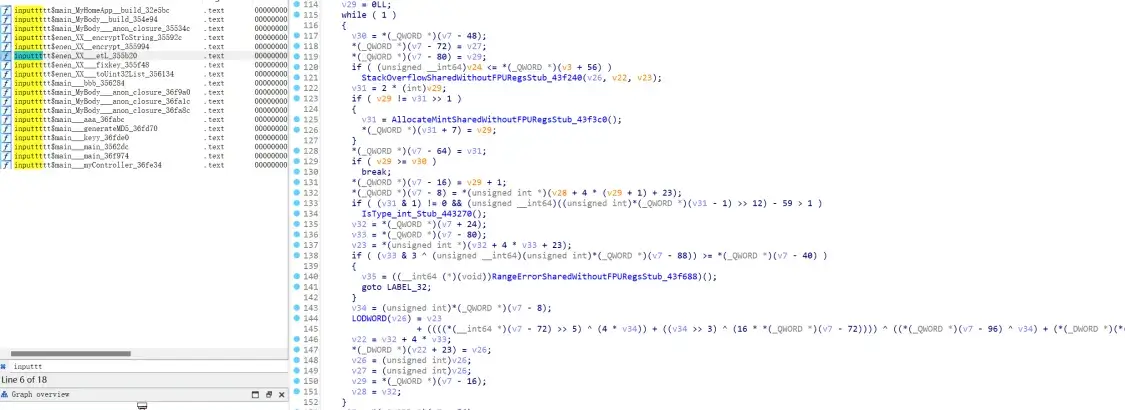 inputtttt$main_MyHomeApp__build_32e5bc .text 00000000
inputtttt$main_MyBody__build_354e94 .text 00000000
inputtttt$main_MyBody___anon_closure_35534c .text 00000000
inputtttt$enen_XX__encryptToString_35592c .text 00000000
inputtttt$enen_XX__encrypt_355994 .text 00000000
inputtttt$enen_XX___etL_355b20 .text 00000000
inputtttt$enen_XX___fixkey_355f48 .text 00000000
inputtttt$enen_XX___toUint32List_356134 .text 00000000
inputtttt$main___bbb_356284 .text 00000000
inputtttt$main_MyBody___anon_closure_36f9a0 .text 00000000
inputtttt$main_MyBody___anon_closure_36fa1c .text 00000000
inputtttt$main_MyBody___anon_closure_36fa8c .text 00000000
inputtttt$main___aaa_36fabc .text 00000000
inputtttt$main___generateMD5_36fd70 .text 00000000
inputtttt$main___keyy_36fde0 .text 00000000
inputtttt$main___main_3562dc .text 00000000
inputtttt$main___main_36f974 .text 00000000
inputtttt$main___myController_36fe34 .text 00000000
inputtt
Line 6 of 18
Graph overview
114 v29 = 0LL;
115 while ( 1 )
116 {
117 v30 = *(_QWORD *)(v7 - 48);
118 *(_QWORD *)(v7 - 72) = v27;
119 *(_QWORD *)(v7 - 80) = v29;
120 if ( (unsigned __int64)v24 <= *(_QWORD *)(v3 + 56) )
121 StackOverflowSharedWithoutFPURegsStub_43f240(v26, v22, v23);
122 v31 = 2 * (int)v29;
123 if ( v29 != v31 >> 1 )
124 {
125 v31 = AllocateMintSharedWithoutFPURegsStub_43f3c0();
126 *(_QWORD *)(v31 + 7) = v29;
127 }
128 *(_QWORD *)(v7 - 64) = v31;
129 if ( v29 >= v30 )
130 break;
131 *(_QWORD *)(v7 - 16) = v29 + 1;
132 *(_QWORD *)(v7 - 8) = *(unsigned int *)(v28 + 4 * (v29 + 1) + 23);
133 if ( (v31 & 1) != 0 && (unsigned __int64)((unsigned int)*(_QWORD *)(v31 - 1) >> 12) - 59 > 1 )
134 IsType_int_Stub_443270();
135 v32 = *(_QWORD *)(v7 + 24);
136 v33 = *(_QWORD *)(v7 - 80);
137 v23 = *(unsigned int *)(v32 + 4 * v33 + 23);
138 if ( (v33 & 3 ^ (unsigned __int64)(unsigned int)*(_QWORD *)(v7 - 88)) >= *(_QWORD *)(v7 - 40) )
139 {
140 v35 = ((__int64 (*)(void))RangeErrorSharedWithoutFPURegsStub_43f688)();
141 goto LABEL_32;
142 }
143 v34 = (unsigned int)*(_QWORD *)(v7 - 8);
144 LODWORD(v26) = v23
145 + ((((*(__int64 *)(v7 - 72) >> 5) ^ (4 * v34)) + ((v34 >> 3) ^ (16 * *(_QWORD *)(v7 - 72)))) ^ ((*(_QWORD *)(v7 - 96) ^ v34) + (*(_DWORD *)(*
146 v22 = v32 + 4 * v33;
147 *(_DWORD *)(v22 + 23) = v26;
148 v26 = (unsigned int)v26;
149 v27 = (unsigned int)v26;
150 v29 = *(_QWORD *)(v7 - 16);
151 v28 = v32;
152 }